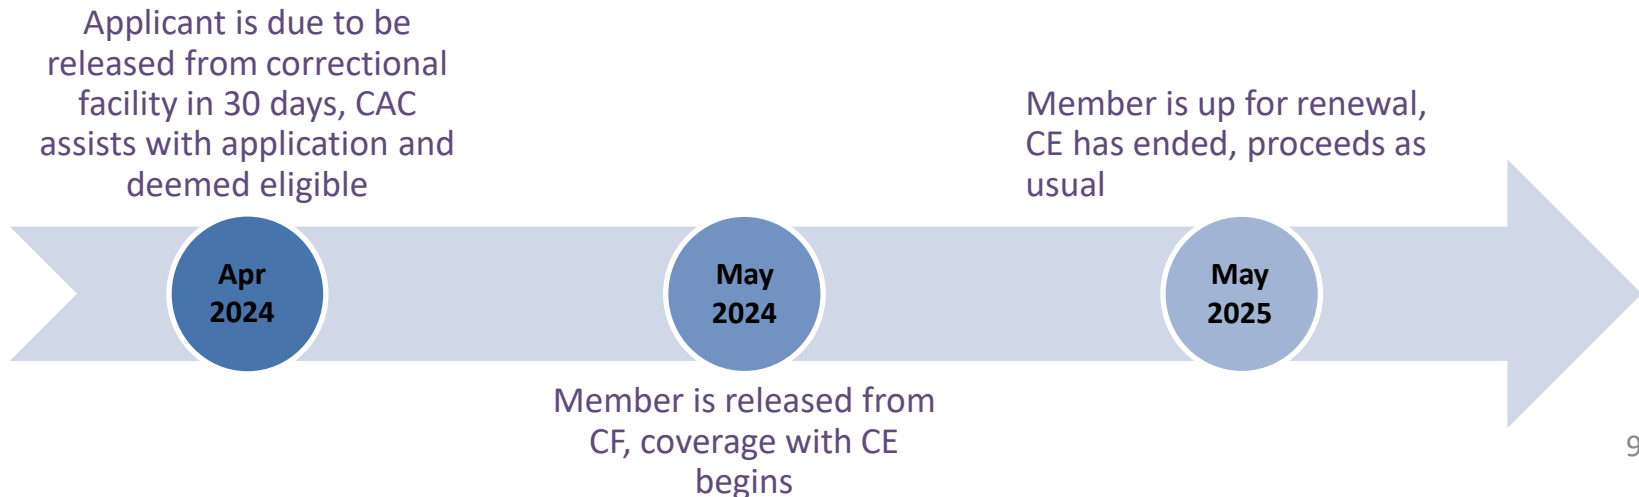 Applicant is due to be
released from correctional
facility in 30 days, CAC
assists with application and
deemed eligible
Member is up for renewal,
CE has ended, proceeds as
usual
Apr
2024
May
2024
May
2025
Member is released from
CF, coverage with CE
begins
9